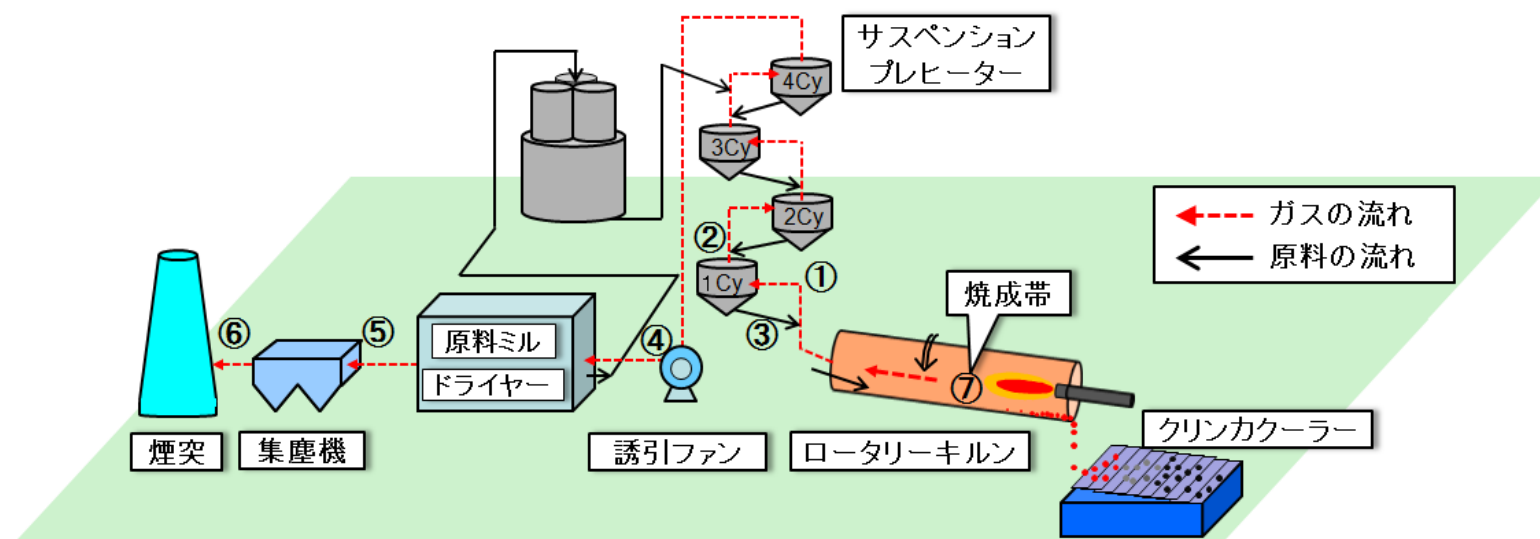 サスペンション
プレヒーター
4Cy
3Cy
2Cy
②
1Cy
①
③
ガスの流れ
原料の流れ
焼成帯
⑦
⑥
⑤
④
原料ミル
ドライヤー
煙突
集塵機
誘引ファン
ロータリーキルン
クリンカクーラー